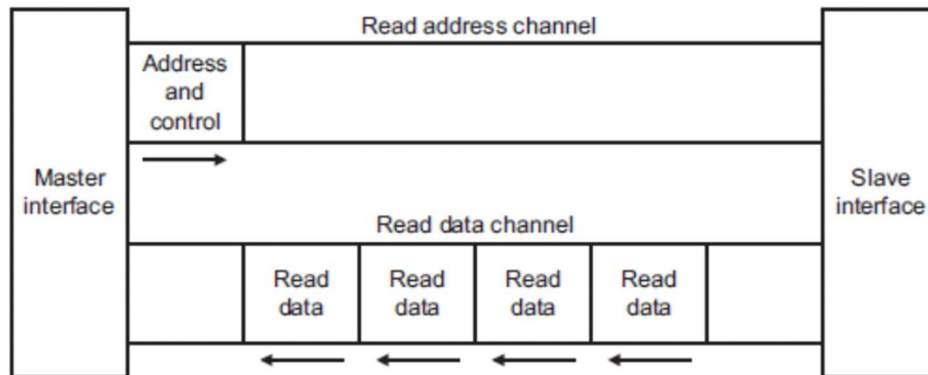 Read address channel
Address
and
control
Master
interface
Slave
interface
Read data channel
Read
data
Read
data
Read
data
Read
data